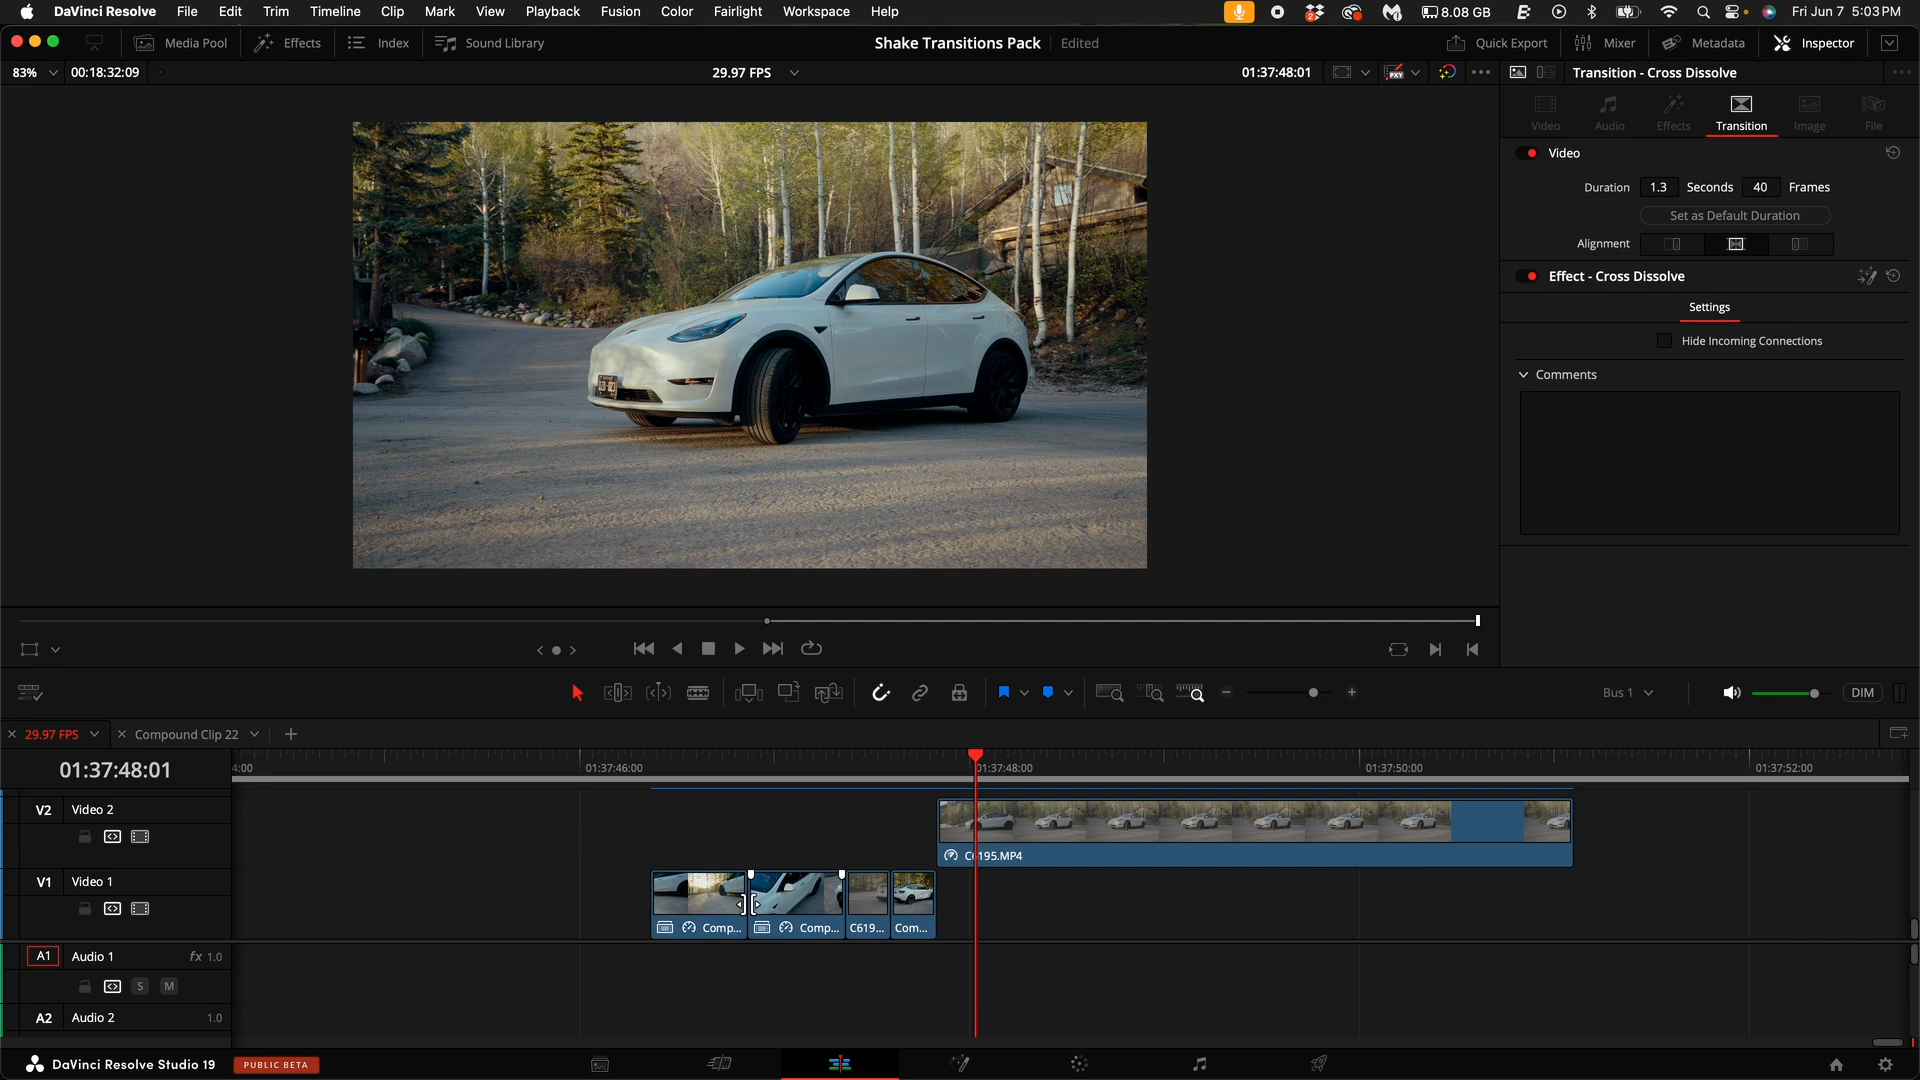 DaVinci Resolve File Edit Trim Timeline Clip Mark View Playback Fusion Color Fairlight Workspace Help 2 8.08 GB Fri Jun 7 5:03 PM
Media Pool Effects Index Sound Library Shake Transitions Pack Edited Quick Export Mixer Metadata Inspector
83% 00:18:32:09 29.97 FPS 01:37:48:01 PXY Transition - Cross Dissolve
Video Audio Effects Transition Image File
Video
Duration 1.3 Seconds 40 Frames
Set as Default Duration
Alignment
Effect - Cross Dissolve
Settings
Hide Incoming Connections
Comments
Bus 1 DIM
29.97 FPS Compound Clip 22
01:37:48:01 4:00 01:37:46:00 01:37:48:00 01:37:50:00 01:37:52:00
V2 Video 2
C6195.MP4
V1 Video 1
Comp... Comp... C619... Com...
A1 Audio 1 fx 1.0
S M
A2 Audio 2 1.0
DaVinci Resolve Studio 19 PUBLIC BETA